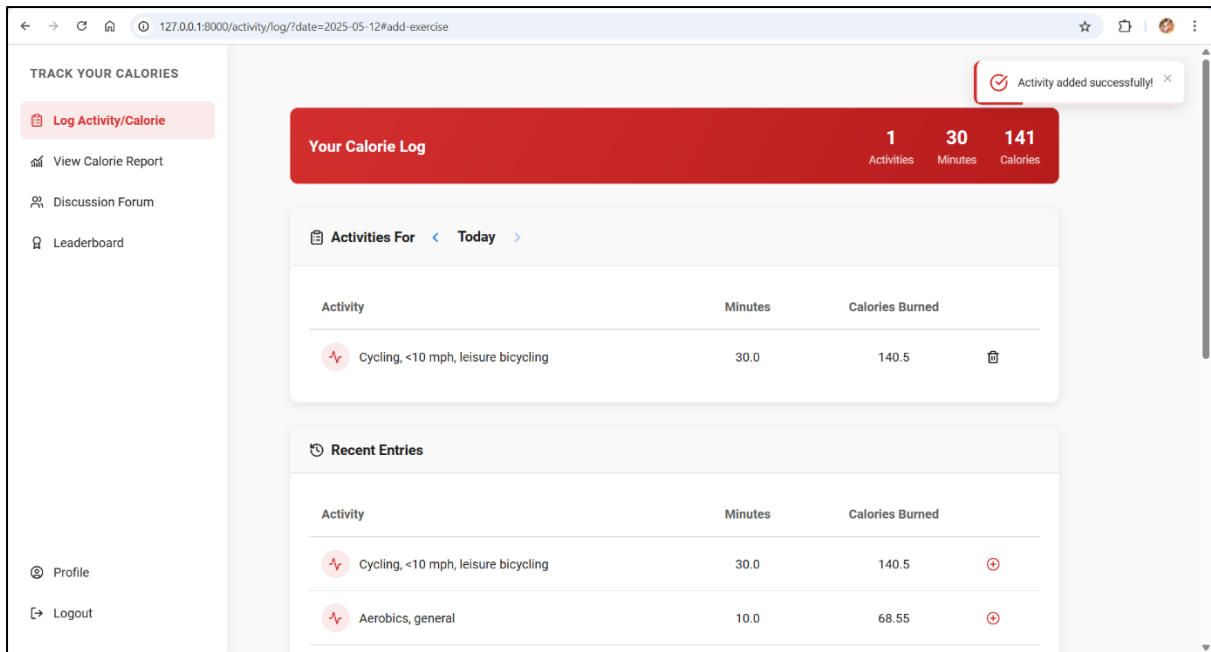 127.0.0.1:8000/activity/log/?date=2025-05-12#add-exercise
TRACK YOUR CALORIES
Activity added successfully!
Log Activity/Calorie
View Calorie Report
Discussion Forum
Leaderboard
Your Calorie Log
1 30 141
Activities Minutes Calories
Activities For < Today >
Activity Minutes Calories Burned
Cycling, <10 mph, leisure bicycling 30.0 140.5
Recent Entries
Activity Minutes Calories Burned
Cycling, <10 mph, leisure bicycling 30.0 140.5
Aerobics, general 10.0 68.55
Profile
Logout